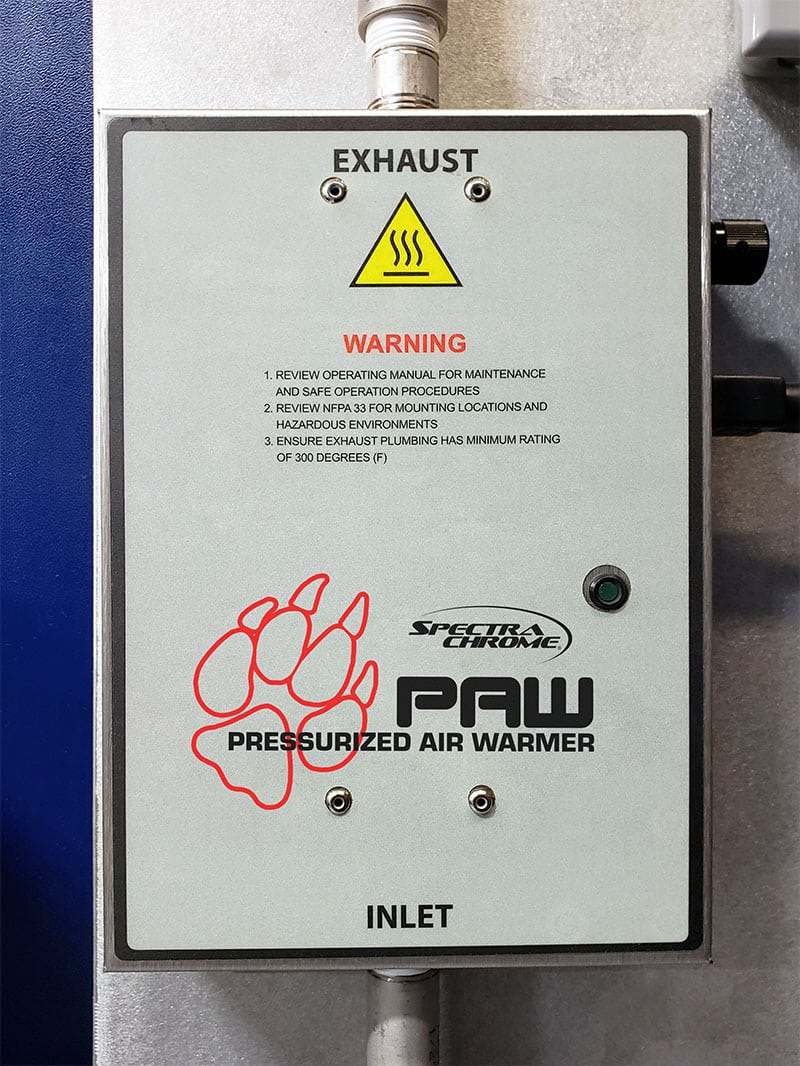 EXHAUST
WARNING
1. REVIEW OPERATING MANUAL FOR MAINTENANCE
AND SAFE OPERATION PROCEDURES
2. REVIEW NFPA 33 FOR MOUNTING LOCATIONS AND
HAZARDOUS ENVIRONMENTS
3. ENSURE EXHAUST PLUMBING HAS MINIMUM RATING
OF 300 DEGREES (F)
SPECTRA
CHROME®
PAW
PRESSURIZED AIR WARMER
INLET